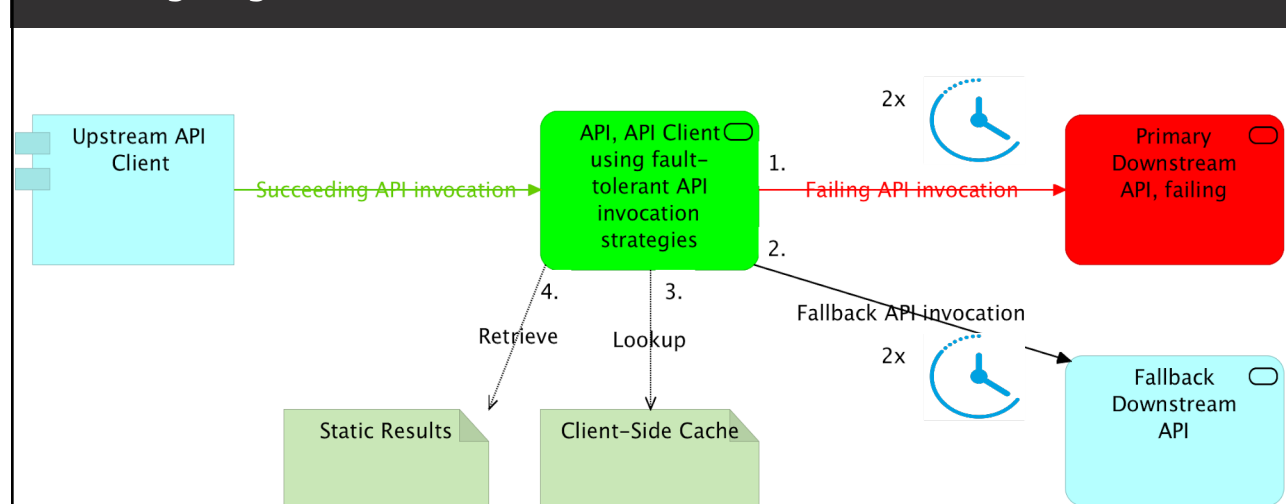 Upstream API
Client
Succeeding API invocation
API, API Client
using fault-
tolerant API
invocation
strategies
1.
2x
Failing API invocation
Primary
Downstream
API, failing
2.
Fallback API invocation
2x
Fallback
Downstream
API
4.
3.
Retrieve
Lookup
Static Results
Client-Side Cache